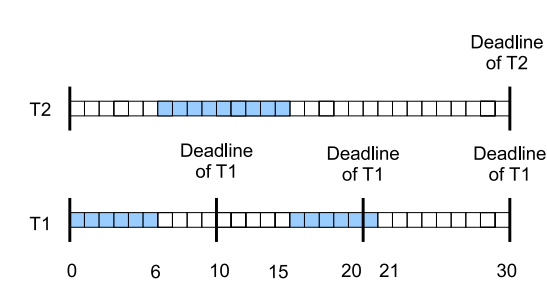 Deadline
of T2
T2
Deadline
of T1
Deadline
of T1
Deadline
of T1
T1
0 6 10 15 20 21 30